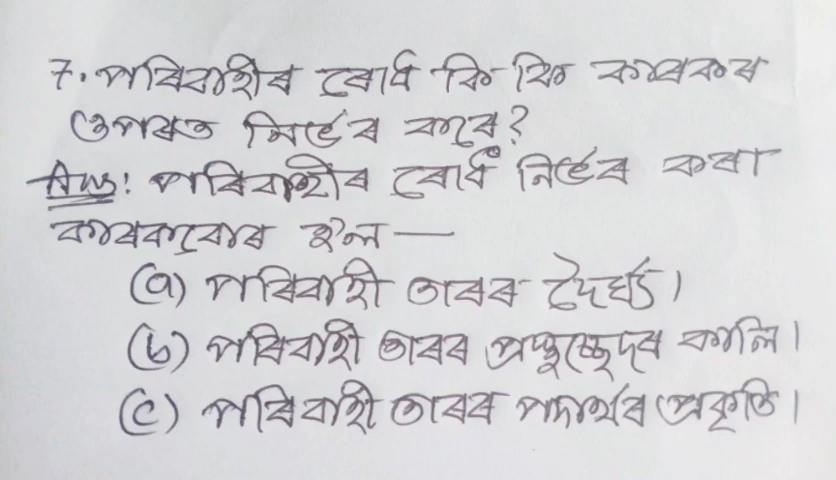 7. পৰিবাহীৰ ৰোধ কি কি কাৰকৰ
ওপৰত নিৰ্ভৰ কৰে?
Ans: পৰিবাহীৰ ৰোধ নিৰ্ভৰ কৰা
কাৰকবোৰ হ'ল —
(a) পৰিবাহী তাৰৰ দৈৰ্ঘ্য।
(b) পৰিবাহী তাৰৰ প্ৰস্থচ্ছেদৰ কালি।
(c) পৰিবাহী তাৰৰ পদাৰ্থৰ প্ৰকৃতি।